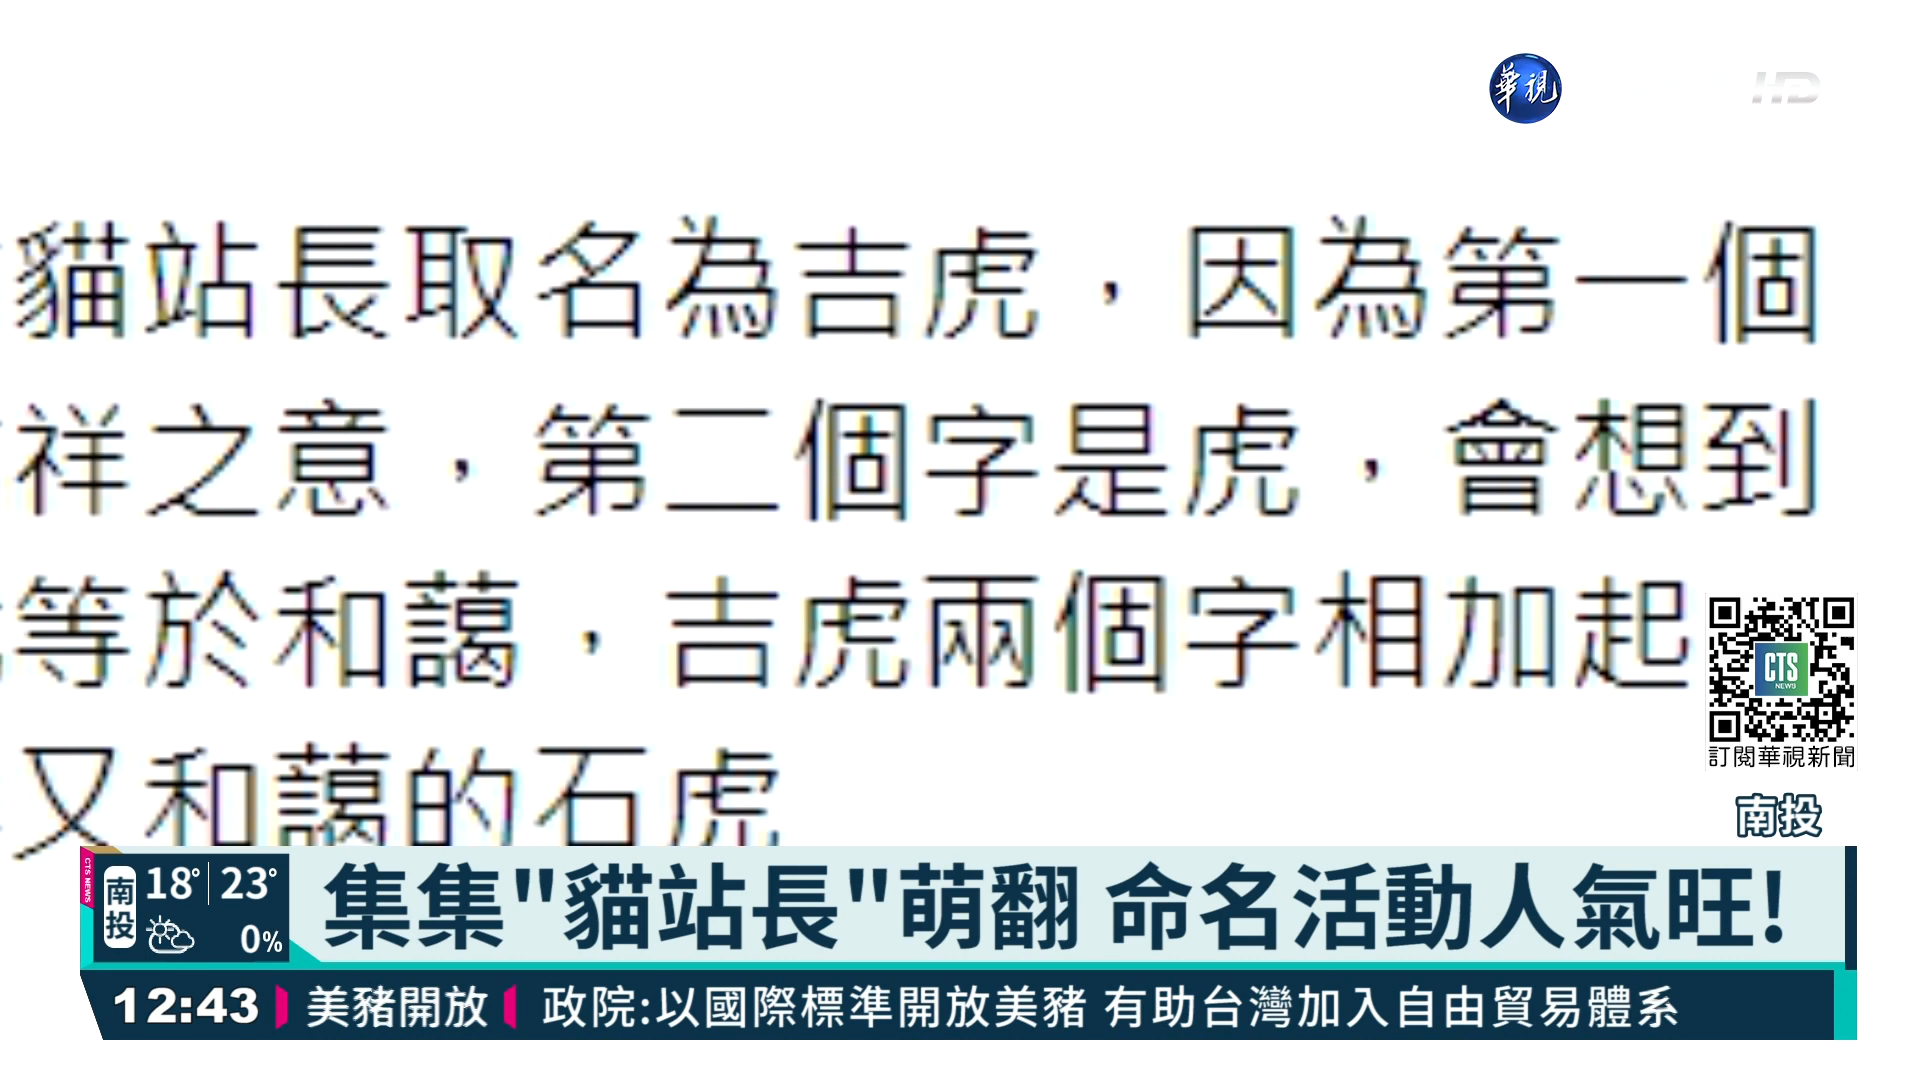 華視
HD
貓站長取名為吉虎，因為第一個
祥之意，第二個字是虎，會想到
等於和藹，吉虎兩個字相加起
又和藹的石虎
CTS
NEWS
訂閱華視新聞
南投
CTS NEWS
南投
18° 23°
0%
集集"貓站長"萌翻 命名活動人氣旺!
12:43 美豬開放 政院:以國際標準開放美豬 有助台灣加入自由貿易體系